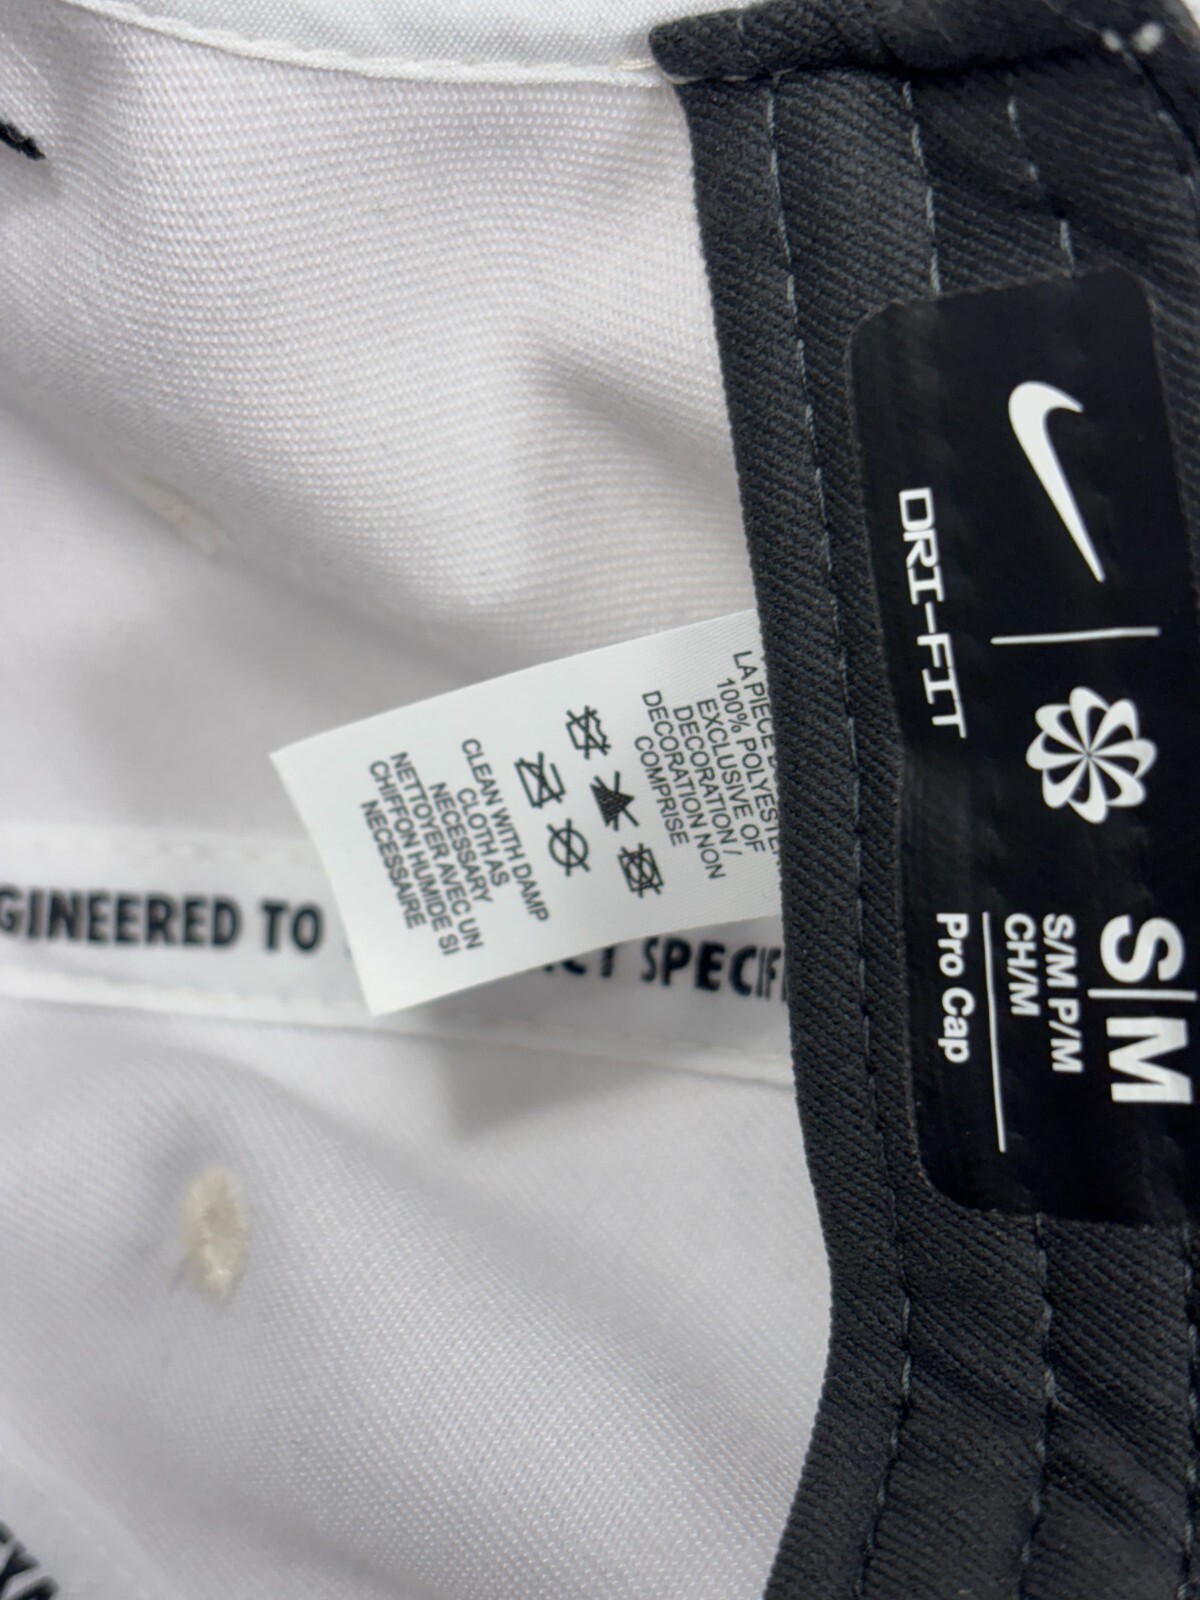 DRI-FIT
S|M
S/M P/M
CH/M
Pro Cap
LA PIECE
100% POLYESTER
EXCLUSIVE OF
DECORATION /
DECORATION NON
COMPRISE
CLEAN WITH DAMP
CLOTH AS
NECESSARY
NETTOYER AVEC UN
CHIFFON HUMIDE SI
NECESSAIRE
GINEERED TO
SPECIF